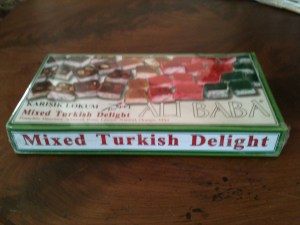 KARIŞIK LOKUM
Mixed Turkish Delight
ALI BABA
Mixed Turkish Delight